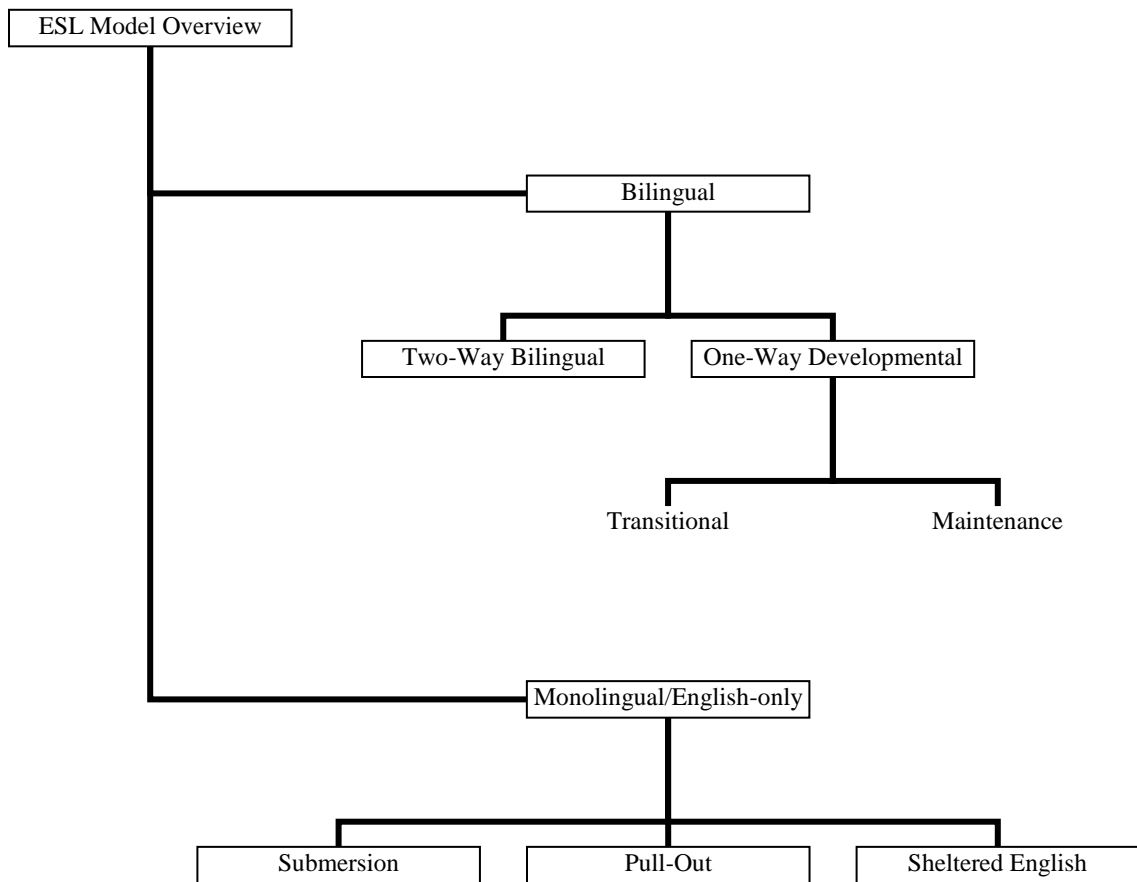 ESL Model Overview
Bilingual
Two-Way Bilingual
One-Way Developmental
Transitional
Maintenance
Monolingual/English-only
Submersion
Pull-Out
Sheltered English